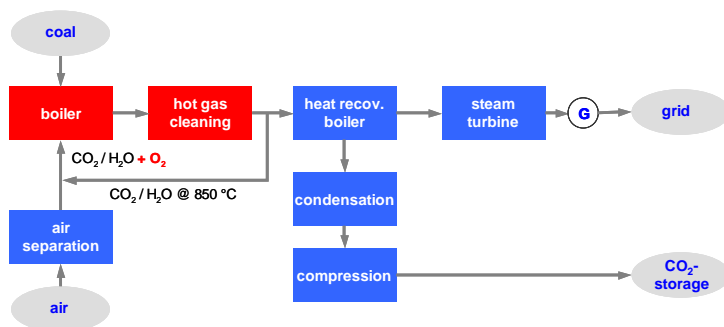 coal
boiler
hot gas
cleaning
heat recov.
boiler
steam
turbine
G
grid
CO₂ / H₂O + O₂
CO₂ / H₂O @ 850 °C
air
separation
condensation
compression
CO₂-
storage
air